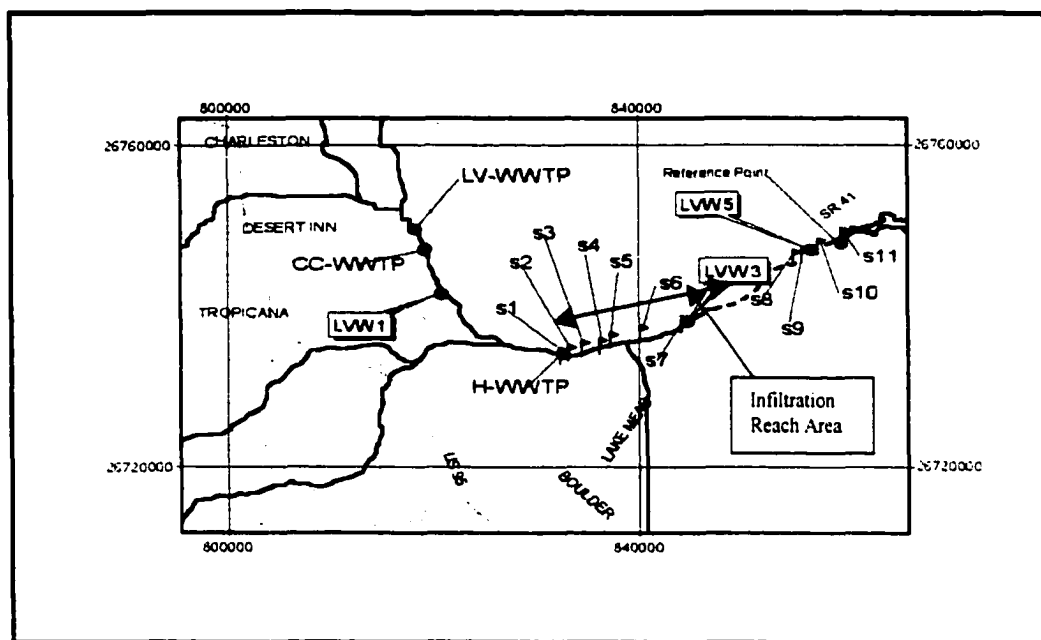 800000
840000
26760000
26760000
CHARLESTON
LV-WWTP
Reference Point
SR 41
LVW5
DESERT INN
CC-WWTP
s3
s4
s2
s5
s11
s10
LVW3
s6
s8
s9
TROPICANA
LVW1
s1
s7
H-WWTP
Infiltration
Reach Area
LAKE MEAD
US 95
BOULDER
26720000
26720000
800000
840000